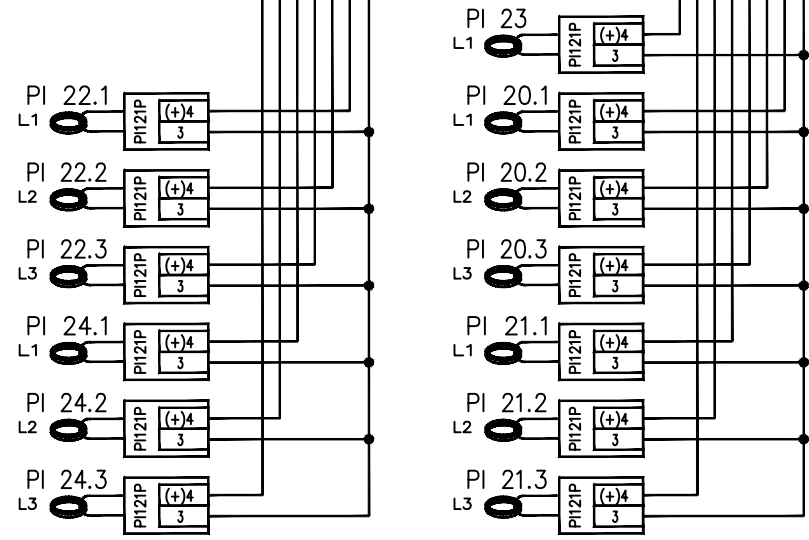 PI 22.1
L1
PI121P
(+)4
3
PI 22.2
L2
PI121P
(+)4
3
PI 22.3
L3
PI121P
(+)4
3
PI 24.1
L1
PI121P
(+)4
3
PI 24.2
L2
PI121P
(+)4
3
PI 24.3
L3
PI121P
(+)4
3
PI 23
L1
PI121P
(+)4
3
PI 20.1
L1
PI121P
(+)4
3
PI 20.2
L2
PI121P
(+)4
3
PI 20.3
L3
PI121P
(+)4
3
PI 21.1
L1
PI121P
(+)4
3
PI 21.2
L2
PI121P
(+)4
3
PI 21.3
L3
PI121P
(+)4
3